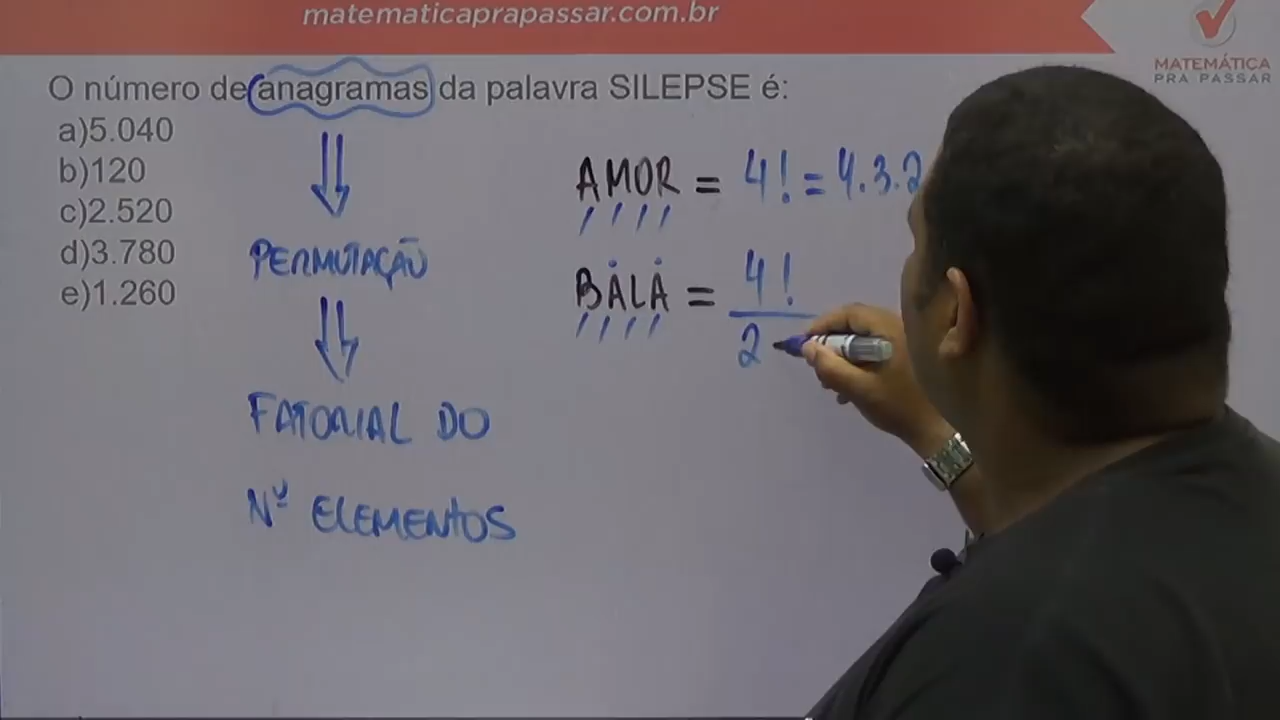 matematicaprapassar.com.br
MATEMÁTICA
PRA PASSAR
O número de anagramas da palavra SILEPSE é:
a)5.040
b)120
c)2.520
d)3.780
e)1.260
PERMUTAÇÃO
FATORIAL DO
Nº ELEMENTOS
AMOR = 4! = 4.3.2
BALA = 4!
2